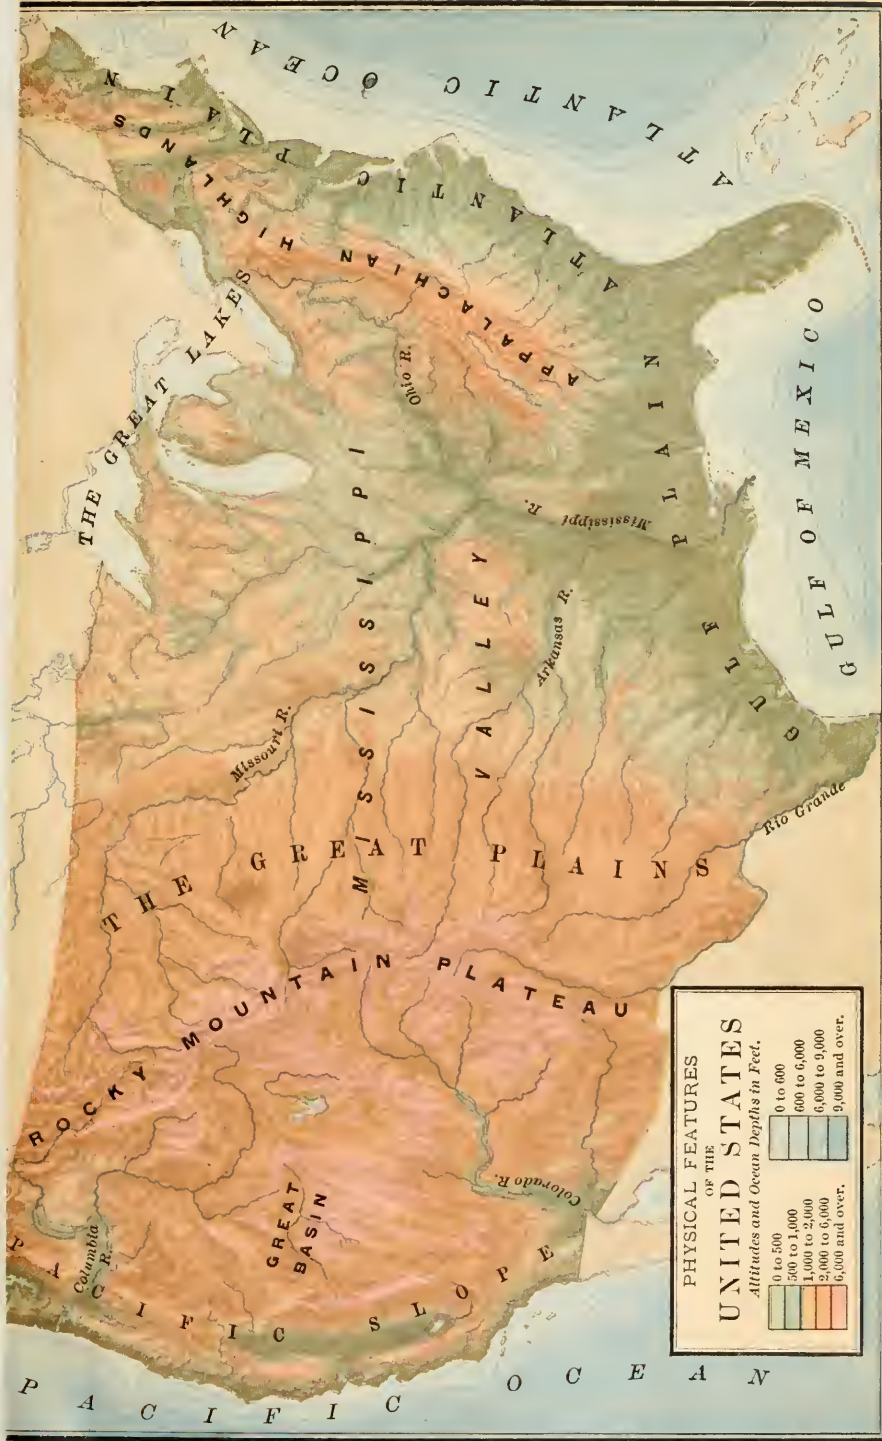 PACIFIC OCEAN
PACIFIC SLOPE
Columbia
R.
GREAT
BASIN
Colorado R.
ROCKY MOUNTAIN PLATEAU
THE GREAT PLAINS
Missouri R.
MISSISSIPPI
VALLEY
Arkansas R.
Mississippi R.
Ohio R.
Rio Grande
THE GREAT LAKES
APPALACHIAN HIGHLANDS
ATLANTIC PLAIN
GULF PLAIN
GULF OF MEXICO
ATLANTIC OCEAN
PHYSICAL FEATURES
OF THE
UNITED STATES
Altitudes and Ocean Depths in Feet.
0 to 500
500 to 1,000
1,000 to 2,000
2,000 to 6,000
6,000 and over.
0 to 600
600 to 6,000
6,000 to 9,000
9,000 and over.